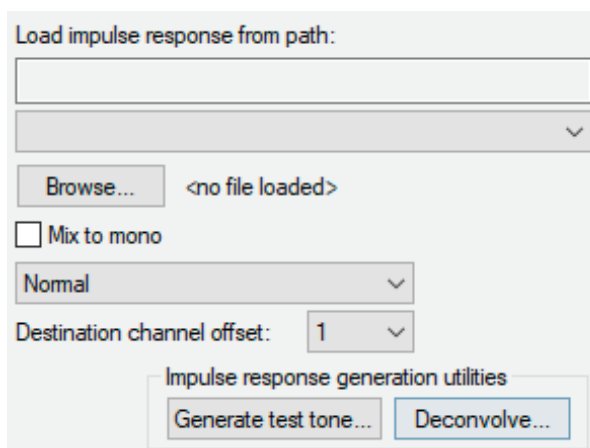 Load impulse response from path:
Browse... <no file loaded>
Mix to mono
Normal
Destination channel offset: 1
Impulse response generation utilities
Generate test tone... Deconvolve...